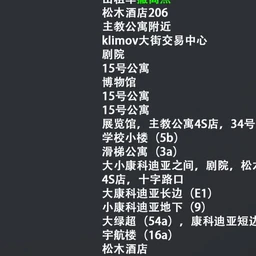 松木酒店206
主教公寓附近
klimov大街交易中心
剧院
15号公寓
博物馆
15号公寓
15号公寓
展览馆，主教公寓4S店，34号
学校小楼（5b）
滑梯公寓（3a）
大小康科迪亚之间，剧院，松木
4S店，十字路口
大康科迪亚长边（E1）
小康科迪亚地下（9）
大绿超（54a），康科迪亚短边
宇航楼（16a）
松木酒店